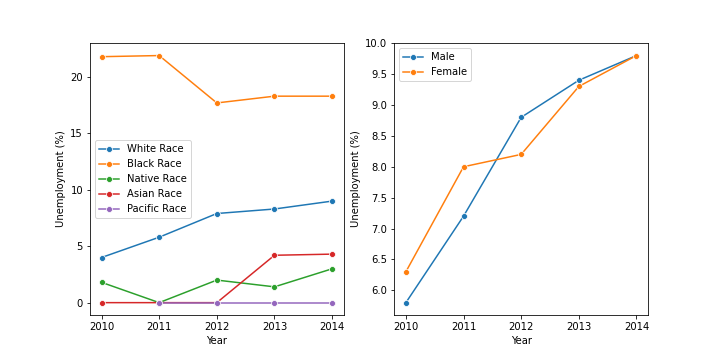 Unemployment (%)
20
15
10
5
0
White Race
Black Race
Native Race
Asian Race
Pacific Race
2010 2011 2012 2013 2014
Year
Unemployment (%)
10.0
9.5
9.0
8.5
8.0
7.5
7.0
6.5
6.0
Male
Female
2010 2011 2012 2013 2014
Year